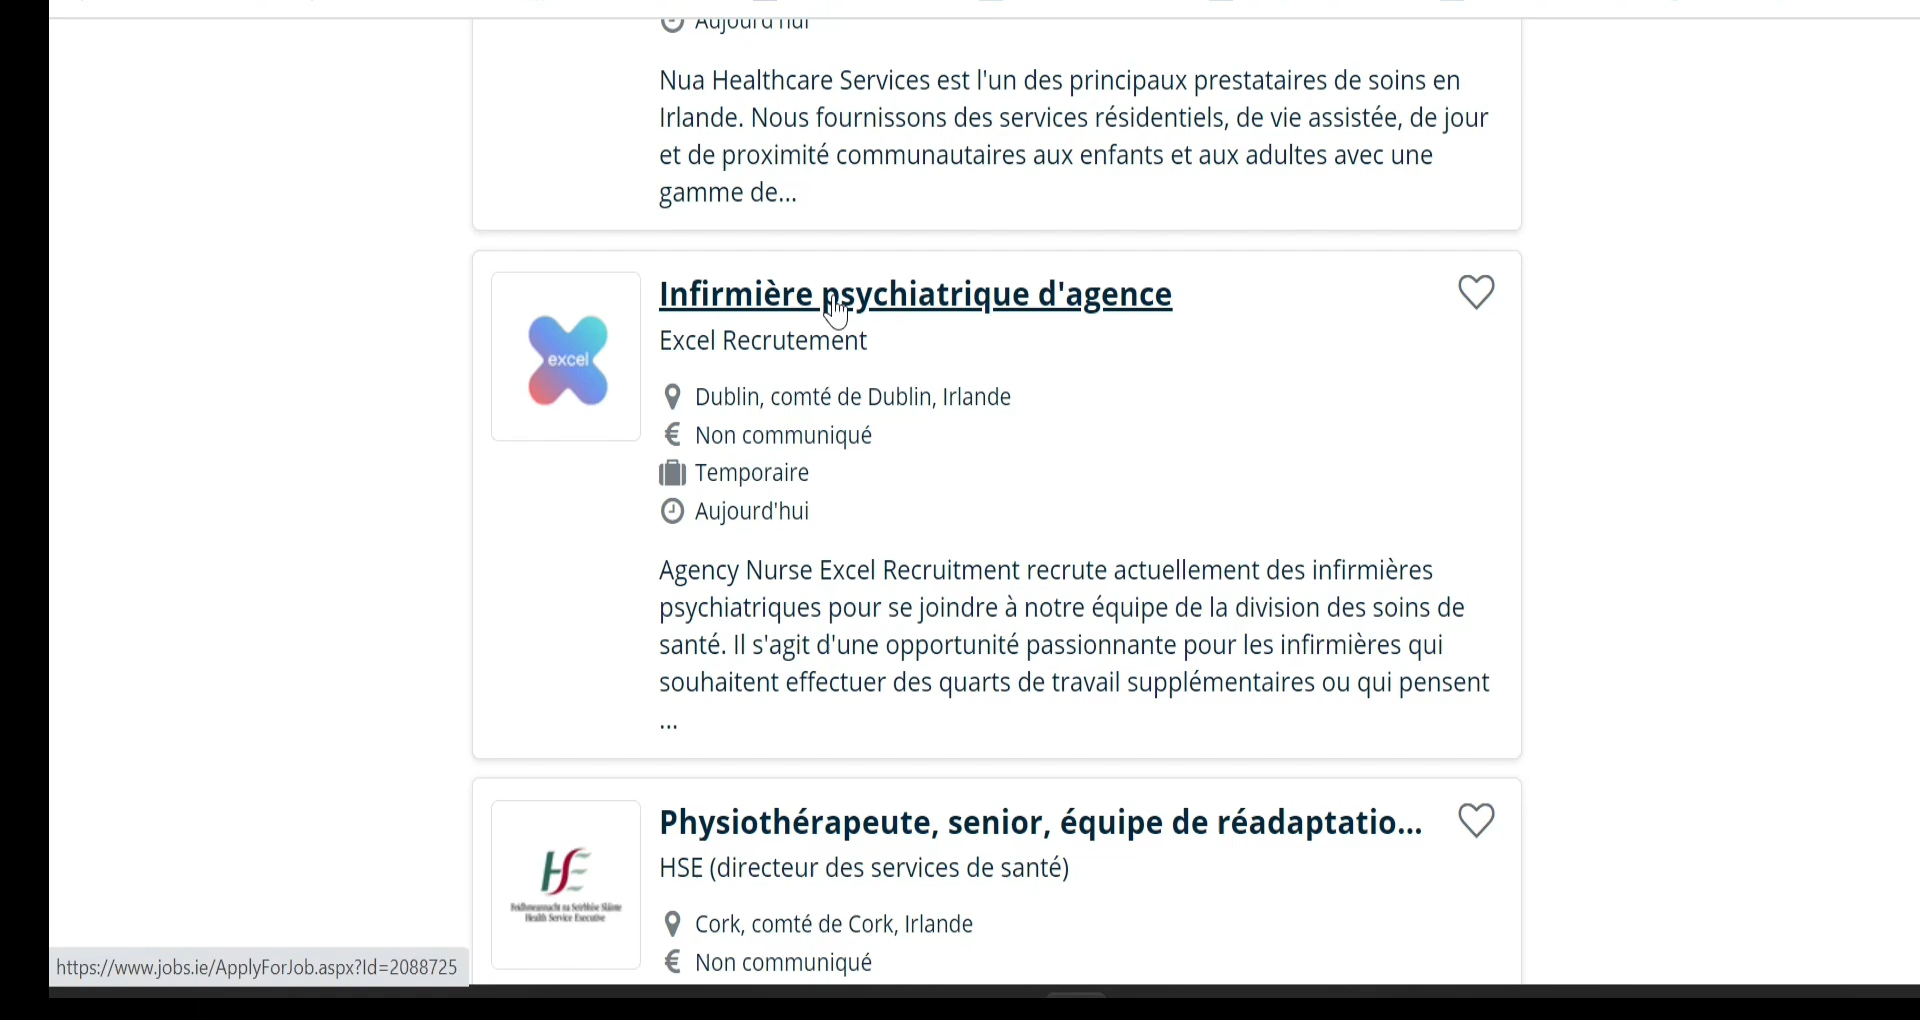 Aujourd'hui
Nua Healthcare Services est l'un des principaux prestataires de soins en
Irlande. Nous fournissons des services résidentiels, de vie assistée, de jour
et de proximité communautaires aux enfants et aux adultes avec une
gamme de...
Infirmière psychiatrique d'agence
excel
Excel Recrutement
Dublin, comté de Dublin, Irlande
€ Non communiqué
Temporaire
Aujourd'hui
Agency Nurse Excel Recruitment recrute actuellement des infirmières
psychiatriques pour se joindre à notre équipe de la division des soins de
santé. Il s'agit d'une opportunité passionnante pour les infirmières qui
souhaitent effectuer des quarts de travail supplémentaires ou qui pensent
...
Physiothérapeute, senior, équipe de réadaptatio...
HSE (directeur des services de santé)
Feidhmeannacht na Seirbhíse Sláinte
Health Service Executive
Cork, comté de Cork, Irlande
€ Non communiqué
https://www.jobs.ie/ApplyForJob.aspx?Id=2088725